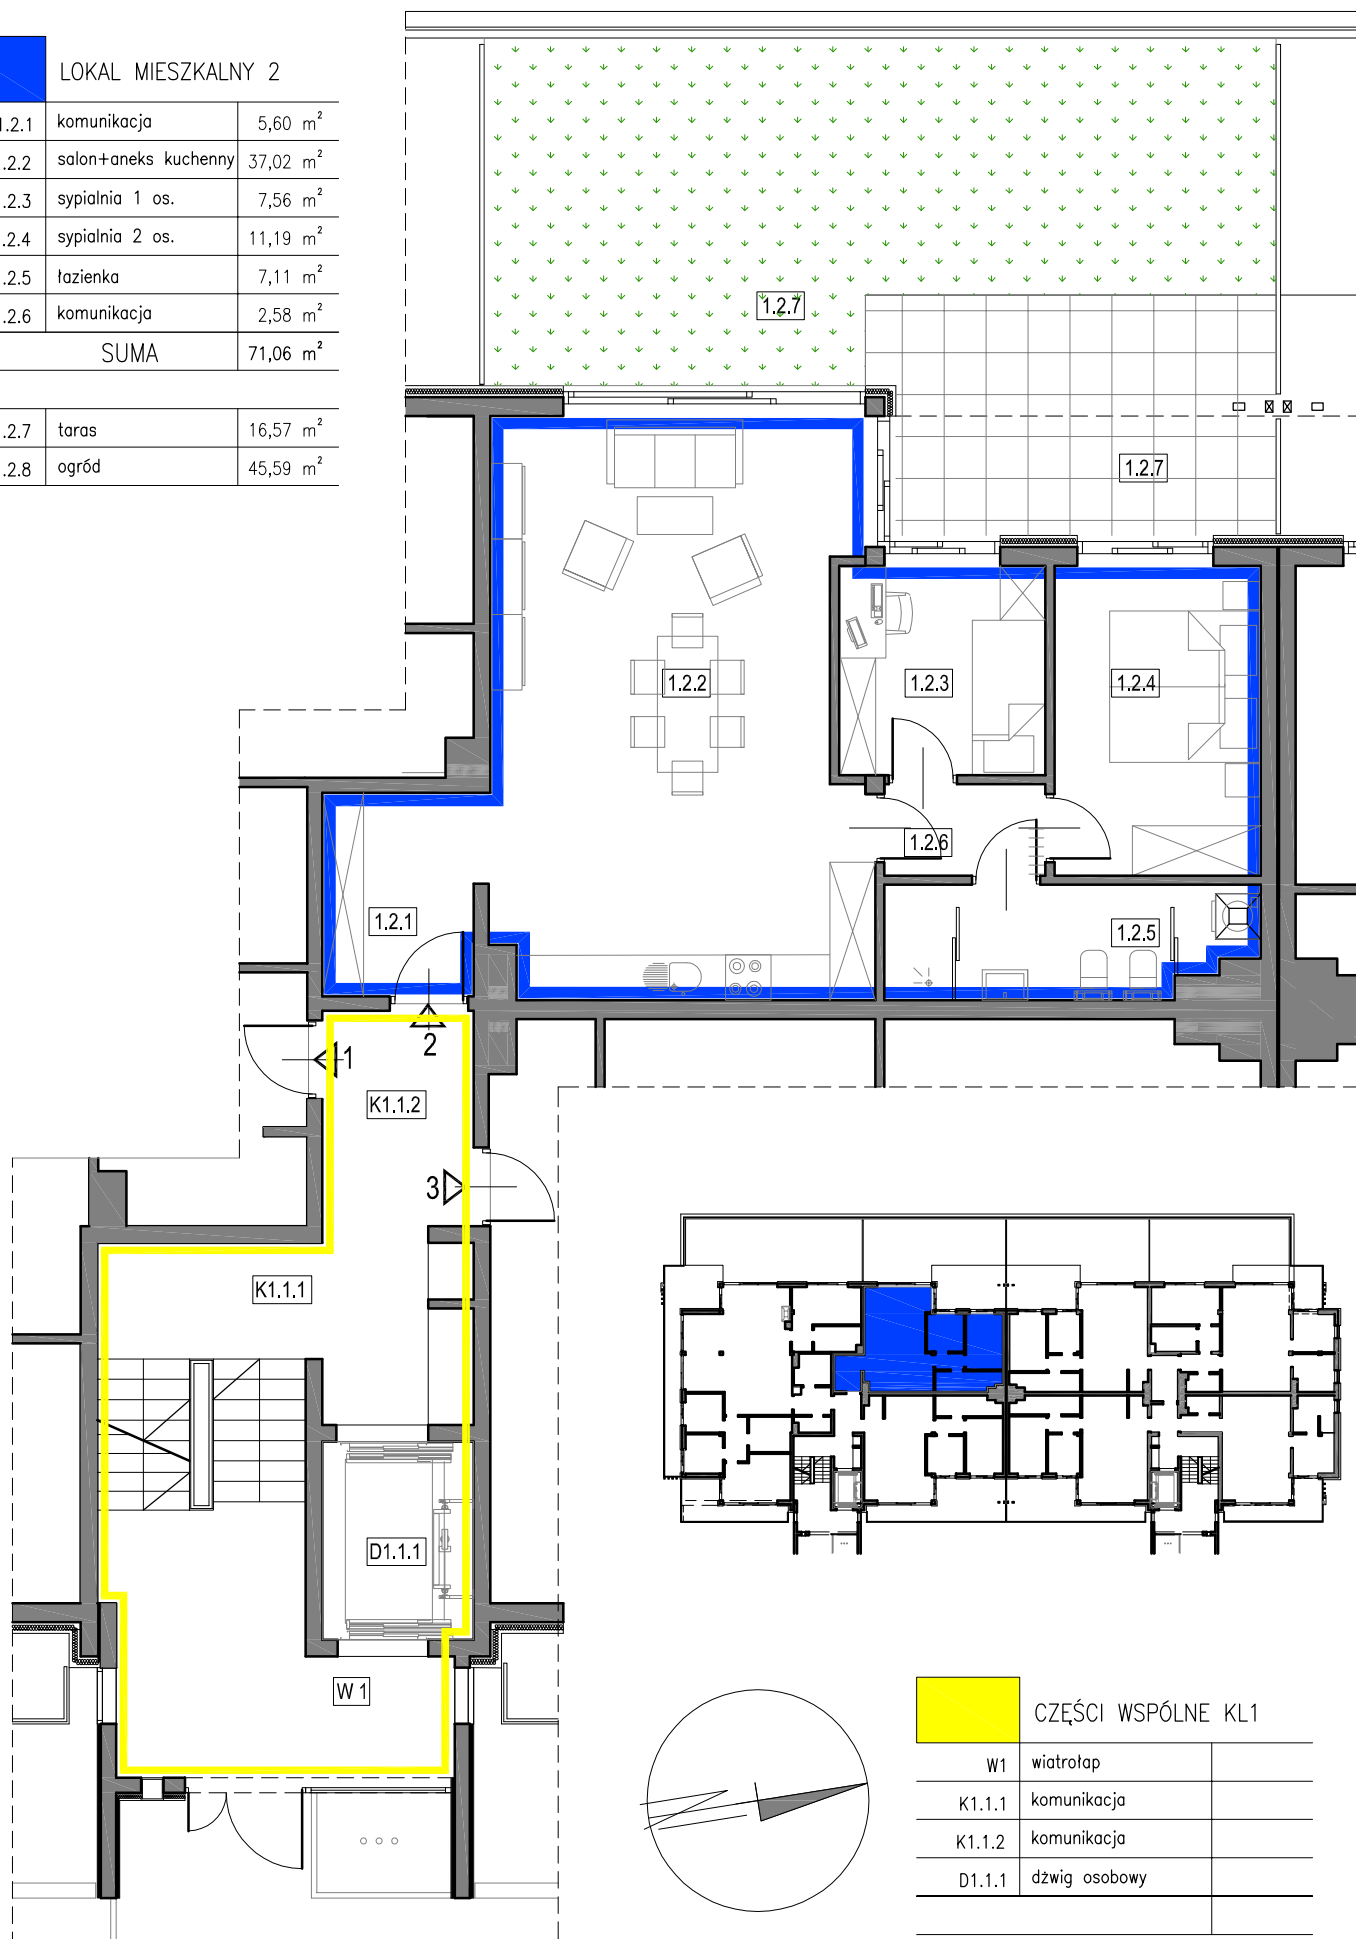 LOKAL MIESZKALNY 2
1.2.1 komunikacja 5,60 m²
.2.2 salon+aneks kuchenny 37,02 m²
.2.3 sypialnia 1 os. 7,56 m²
.2.4 sypialnia 2 os. 11,19 m²
.2.5 łazienka 7,11 m²
.2.6 komunikacja 2,58 m²
SUMA 71,06 m²
.2.7 taras 16,57 m²
.2.8 ogród 45,59 m²
1.2.7
1.2.7
1.2.2
1.2.3
1.2.4
1.2.6
1.2.1
1.2.5
2
1
K1.1.2
3
K1.1.1
D1.1.1
W 1
CZĘŚCI WSPÓLNE KL1
W1 wiatrołap
K1.1.1 komunikacja
K1.1.2 komunikacja
D1.1.1 dźwig osobowy